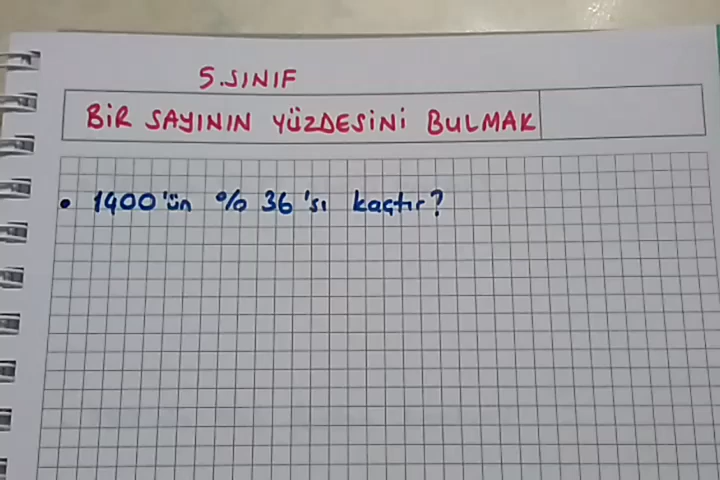 5.SINIF
BİR SAYININ YÜZDESİNİ BULMAK
• 1400'ün % 36'sı kaçtır?